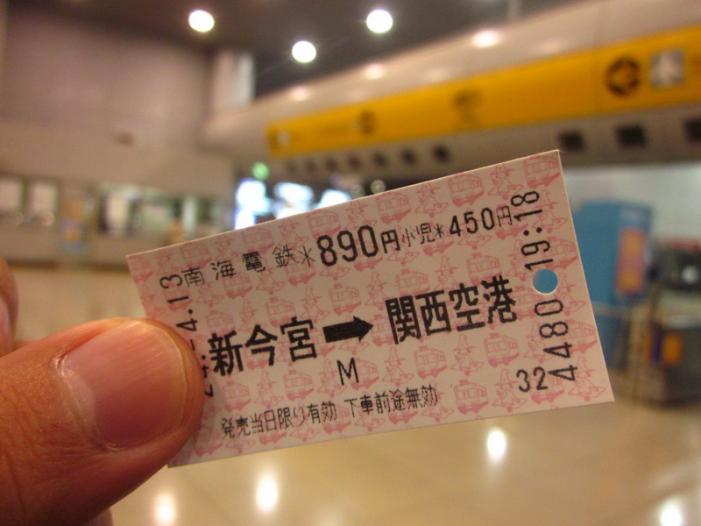 南海電鉄*890円小児*450円
新今宮➡関西空港
M
発売当日限り有効 下車前途無効
-4.13
19:18
4480
32